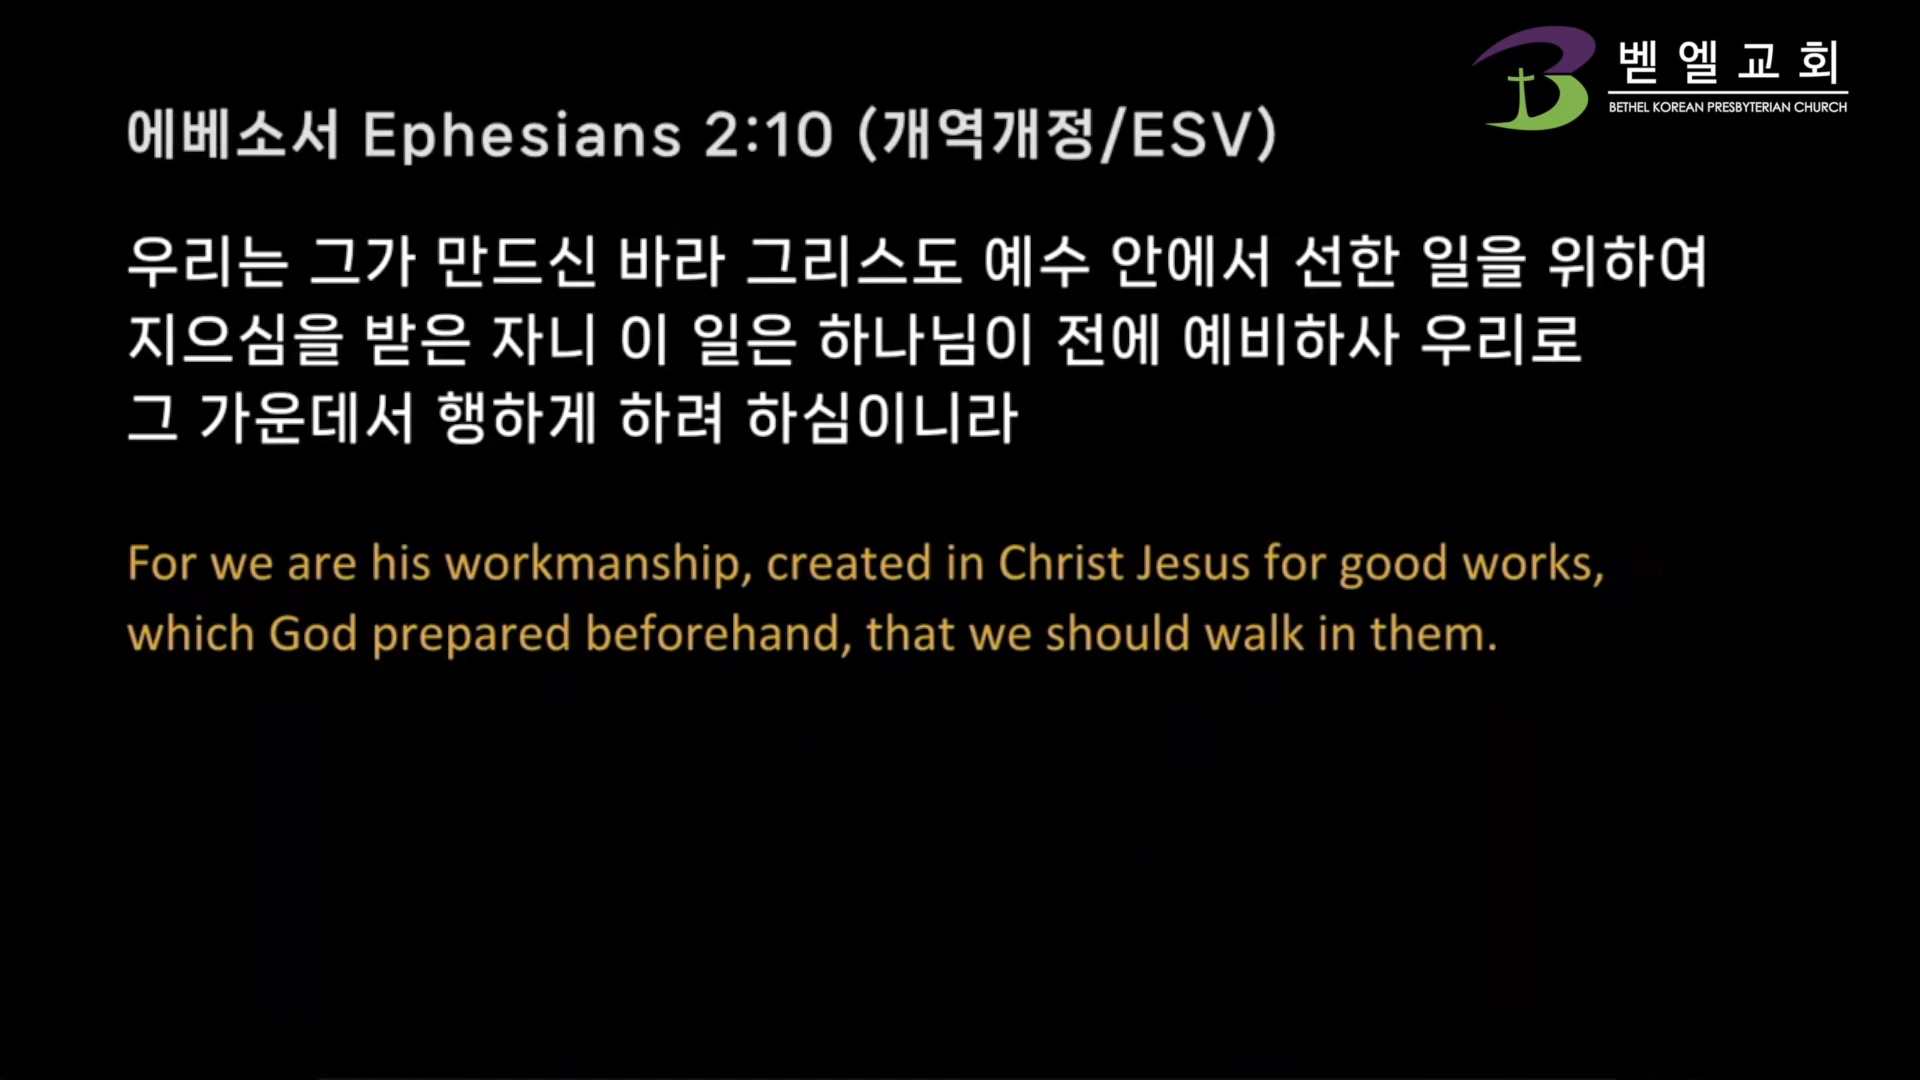 벧엘교회
BETHEL KOREAN PRESBYTERIAN CHURCH
에베소서 Ephesians 2:10 (개역개정/ESV)
우리는 그가 만드신 바라 그리스도 예수 안에서 선한 일을 위하여
지으심을 받은 자니 이 일은 하나님이 전에 예비하사 우리로
그 가운데서 행하게 하려 하심이니라
For we are his workmanship, created in Christ Jesus for good works,
which God prepared beforehand, that we should walk in them.